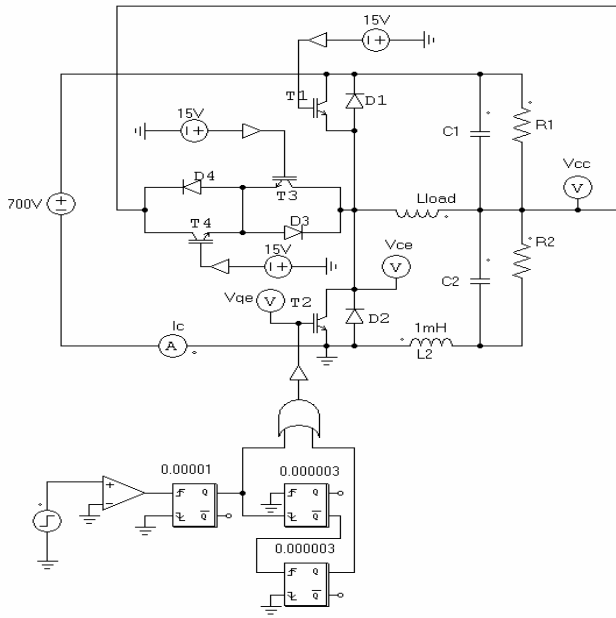 15V
T1
D1
C1
R1
15V
D4
T3
Vcc
V
700V
Lload
T4
D3
15V
Vce
V
Vqe
V
T2
D2
C2
R2
Ic
A
1mH
L2
0.00001
0.000003
Q
Q
Q
Q
0.000003
Q
Q